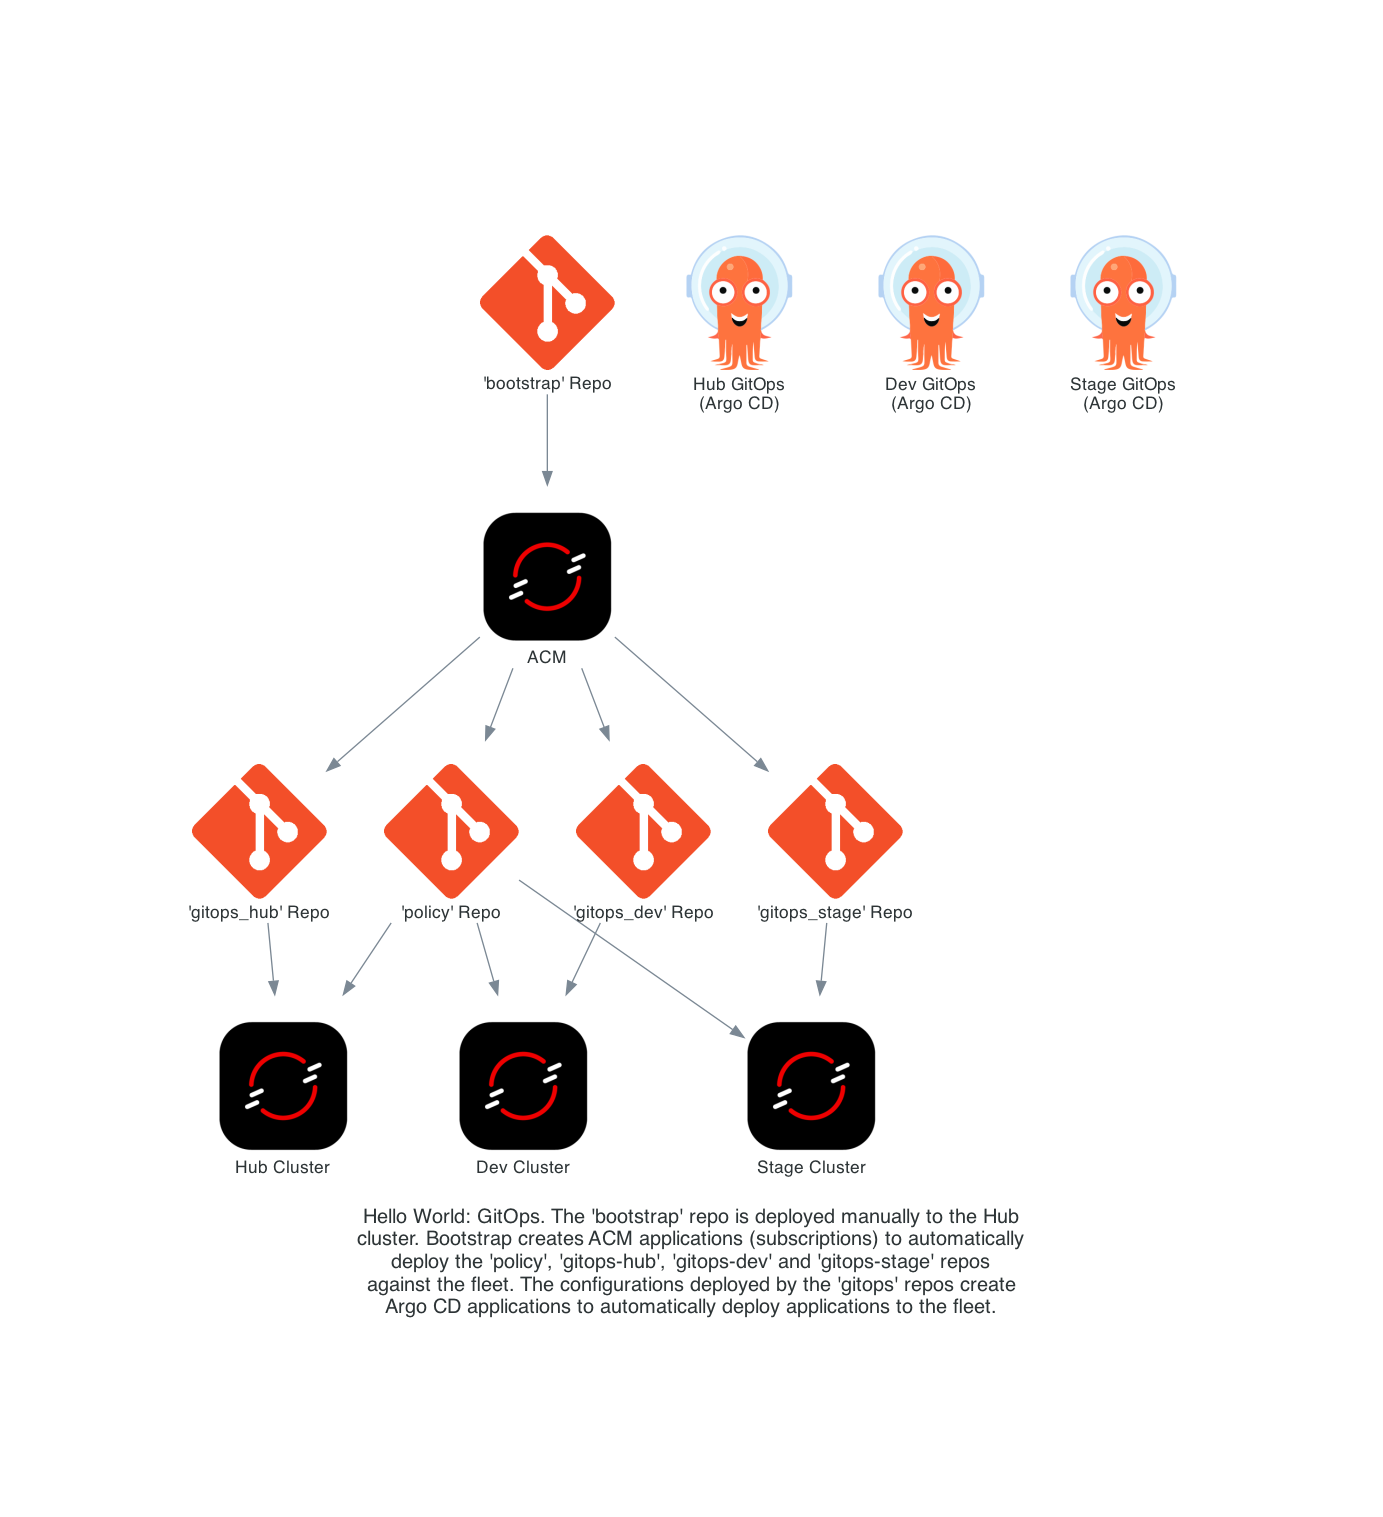 'bootstrap' Repo
Hub GitOps
(Argo CD)
Dev GitOps
(Argo CD)
Stage GitOps
(Argo CD)
ACM
'gitops_hub' Repo
'policy' Repo
'gitops_dev' Repo
'gitops_stage' Repo
Hub Cluster
Dev Cluster
Stage Cluster
Hello World: GitOps. The 'bootstrap' repo is deployed manually to the Hub
cluster. Bootstrap creates ACM applications (subscriptions) to automatically
deploy the 'policy', 'gitops-hub', 'gitops-dev' and 'gitops-stage' repos
against the fleet. The configurations deployed by the 'gitops' repos create
Argo CD applications to automatically deploy applications to the fleet.